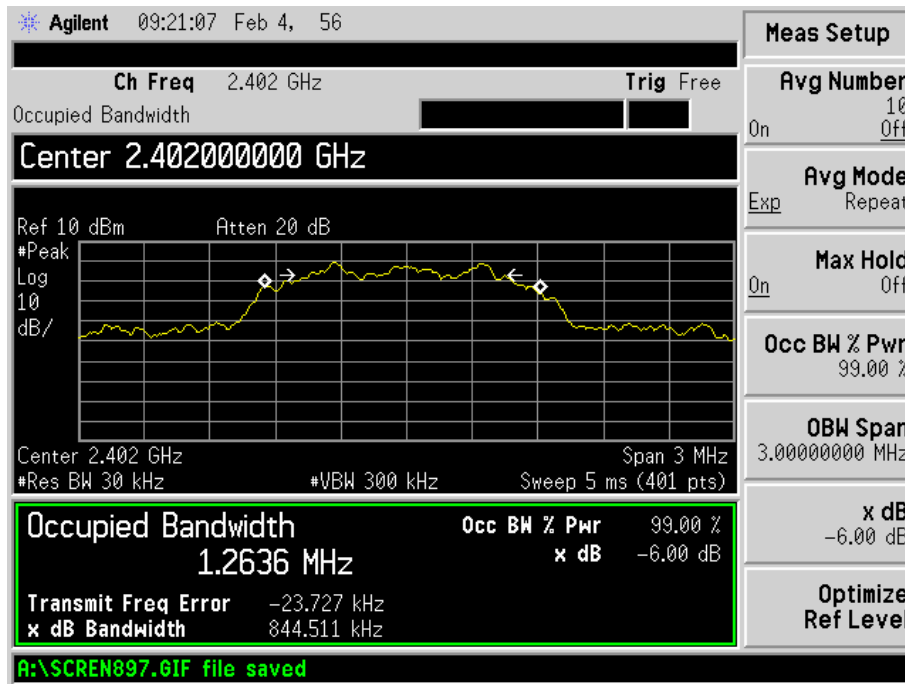 Agilent 09:21:07 Feb 4, 56
Ch Freq 2.402 GHz Trig Free
Occupied Bandwidth
Center 2.402000000 GHz
Ref 10 dBm Atten 20 dB
#Peak
Log
10
dB/
Center 2.402 GHz Span 3 MHz
#Res BW 30 kHz #VBW 300 kHz Sweep 5 ms (401 pts)
Occupied Bandwidth Occ BW % Pwr 99.00 %
1.2636 MHz x dB -6.00 dB
Transmit Freq Error -23.727 kHz
x dB Bandwidth 844.511 kHz
A:\SCREN897.GIF file saved
Meas Setup
Avg Number
10
On Off
Avg Mode
Exp Repeat
Max Hold
On Off
Occ BW % Pwr
99.00 %
OBW Span
3.00000000 MHz
x dB
-6.00 dB
Optimize
Ref Level